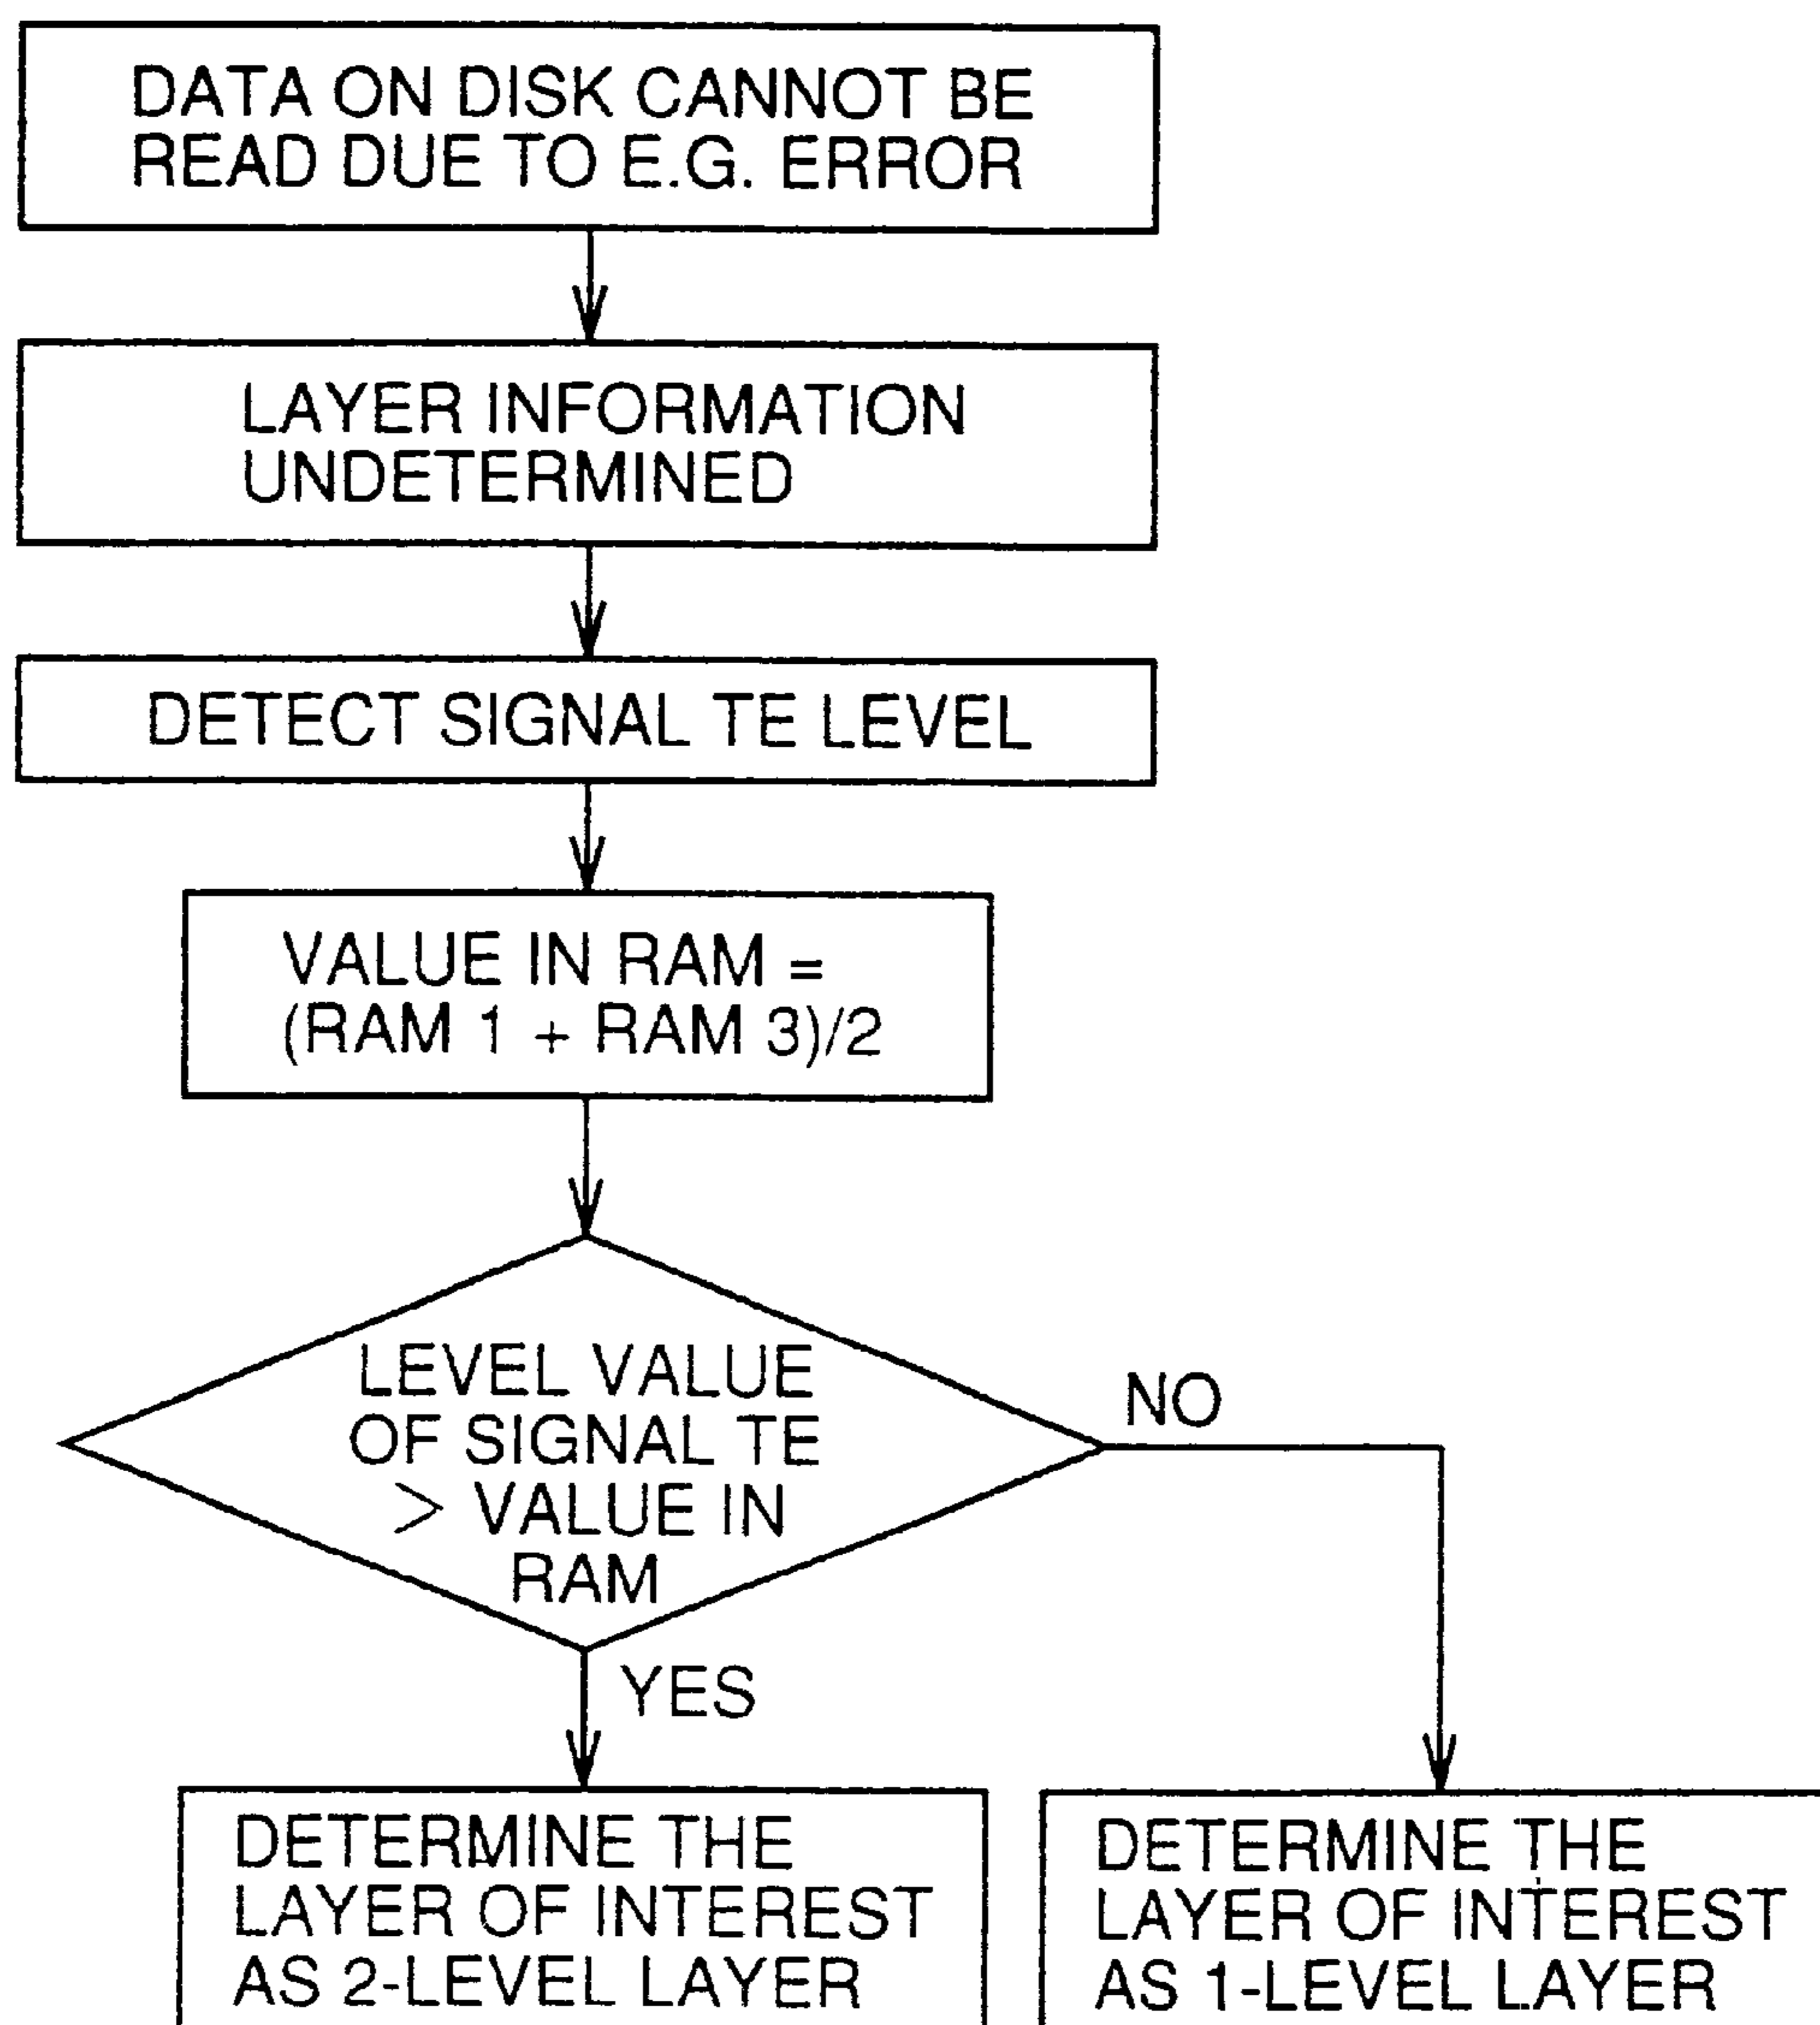 DATA ON DISK CANNOT BE
READ DUE TO E.G. ERROR
LAYER INFORMATION
UNDETERMINED
DETECT SIGNAL TE LEVEL
VALUE IN RAM =
(RAM 1 + RAM 3)/2
LEVEL VALUE
OF SIGNAL TE
> VALUE IN
RAM
NO
YES
DETERMINE THE
LAYER OF INTEREST
AS 2-LEVEL LAYER
DETERMINE THE
LAYER OF INTEREST
AS 1-LEVEL LAYER